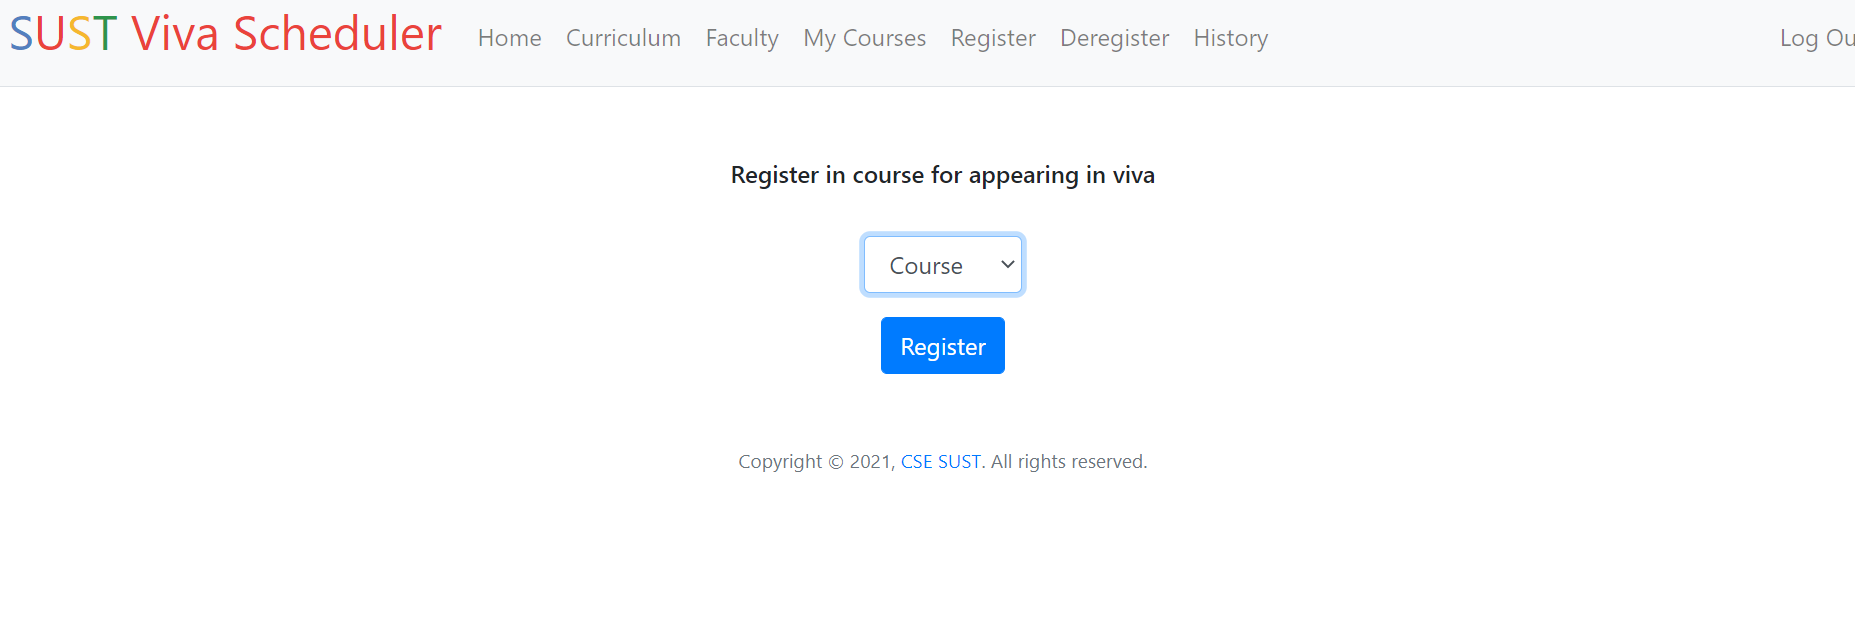 SUST Viva Scheduler Home Curriculum Faculty My Courses Register Deregister History Log Ou
Register in course for appearing in viva
Course
Register
Copyright © 2021, CSE SUST. All rights reserved.